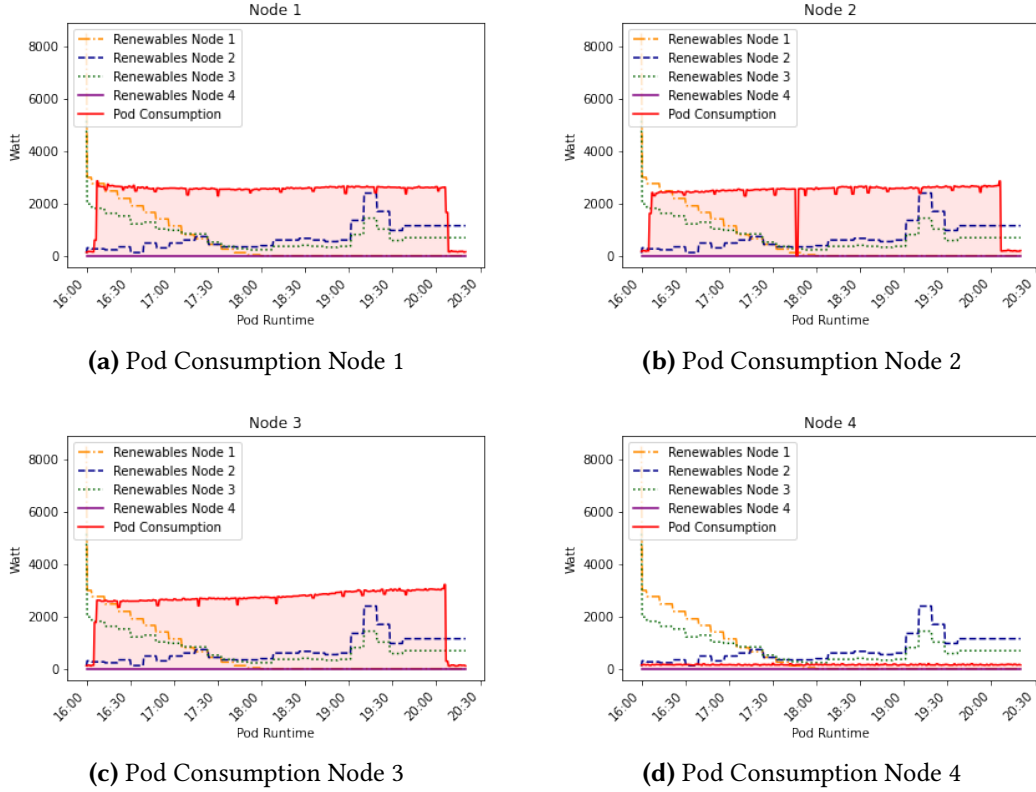 Node 1
Renewables Node 1
Renewables Node 2
Renewables Node 3
Renewables Node 4
Pod Consumption
8000
6000
4000
2000
0
Watt
16:00
16:30
17:00
17:30
18:00
18:30
19:00
19:30
20:00
20:30
Pod Runtime
(a) Pod Consumption Node 1
Node 2
Renewables Node 1
Renewables Node 2
Renewables Node 3
Renewables Node 4
Pod Consumption
8000
6000
4000
2000
0
Watt
16:00
16:30
17:00
17:30
18:00
18:30
19:00
19:30
20:00
20:30
Pod Runtime
(b) Pod Consumption Node 2
Node 3
Renewables Node 1
Renewables Node 2
Renewables Node 3
Renewables Node 4
Pod Consumption
8000
6000
4000
2000
0
Watt
16:00
16:30
17:00
17:30
18:00
18:30
19:00
19:30
20:00
20:30
Pod Runtime
(c) Pod Consumption Node 3
Node 4
Renewables Node 1
Renewables Node 2
Renewables Node 3
Renewables Node 4
Pod Consumption
8000
6000
4000
2000
0
Watt
16:00
16:30
17:00
17:30
18:00
18:30
19:00
19:30
20:00
20:30
Pod Runtime
(d) Pod Consumption Node 4